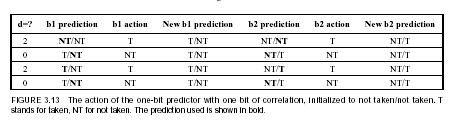 d=? b1 prediction b1 action New b1 prediction b2 prediction b2 action New b2 prediction
2 NT/NT T T/NT NT/NT T NT/T
0 T/NT NT T/NT NT/T NT NT/T
2 T/NT T T/NT NT/T T NT/T
0 T/NT NT T/NT NT/T NT NT/T
FIGURE 3.13 The action of the one-bit predictor with one bit of correlation, initialized to not taken/not taken. T
stands for taken, NT for not taken. The prediction used is shown in bold.